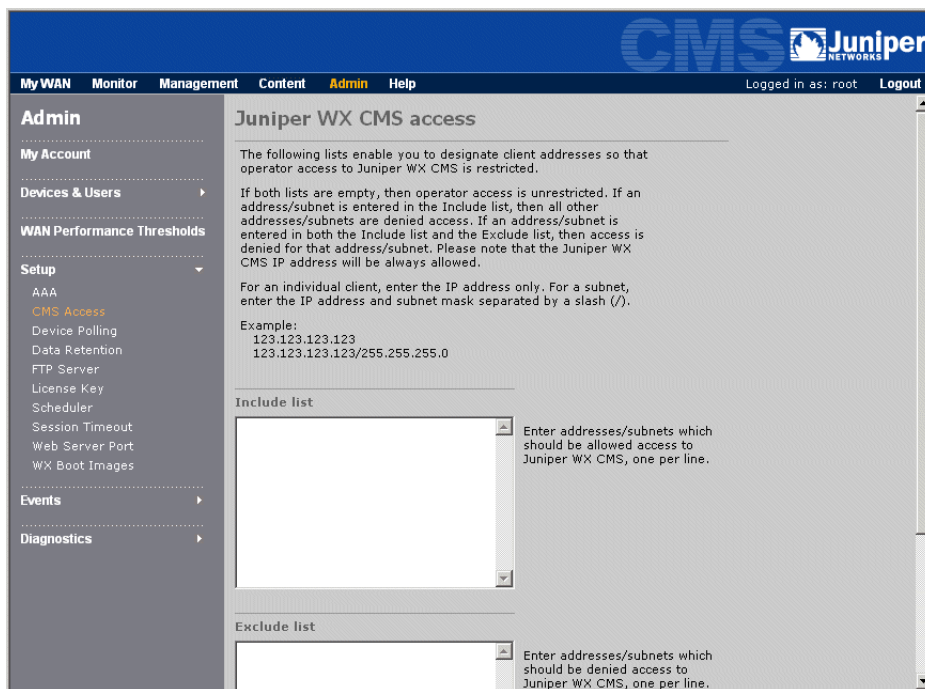 CMS
Juniper
NETWORKS
My WAN Monitor Management Content Admin Help Logged in as: root Logout
Admin
My Account
Devices & Users
WAN Performance Thresholds
Setup
AAA
CMS Access
Device Polling
Data Retention
FTP Server
License Key
Scheduler
Session Timeout
Web Server Port
WX Boot Images
Events
Diagnostics
Juniper WX CMS access
The following lists enable you to designate client addresses so that
operator access to Juniper WX CMS is restricted.
If both lists are empty, then operator access is unrestricted. If an
address/subnet is entered in the Include list, then all other
addresses/subnets are denied access. If an address/subnet is
entered in both the Include list and the Exclude list, then access is
denied for that address/subnet. Please note that the Juniper WX
CMS IP address will be always allowed.
For an individual client, enter the IP address only. For a subnet,
enter the IP address and subnet mask separated by a slash (/).
Example:
123.123.123.123
123.123.123.123/255.255.255.0
Include list
Enter addresses/subnets which
should be allowed access to
Juniper WX CMS, one per line.
Exclude list
Enter addresses/subnets which
should be denied access to
Juniper WX CMS, one per line.